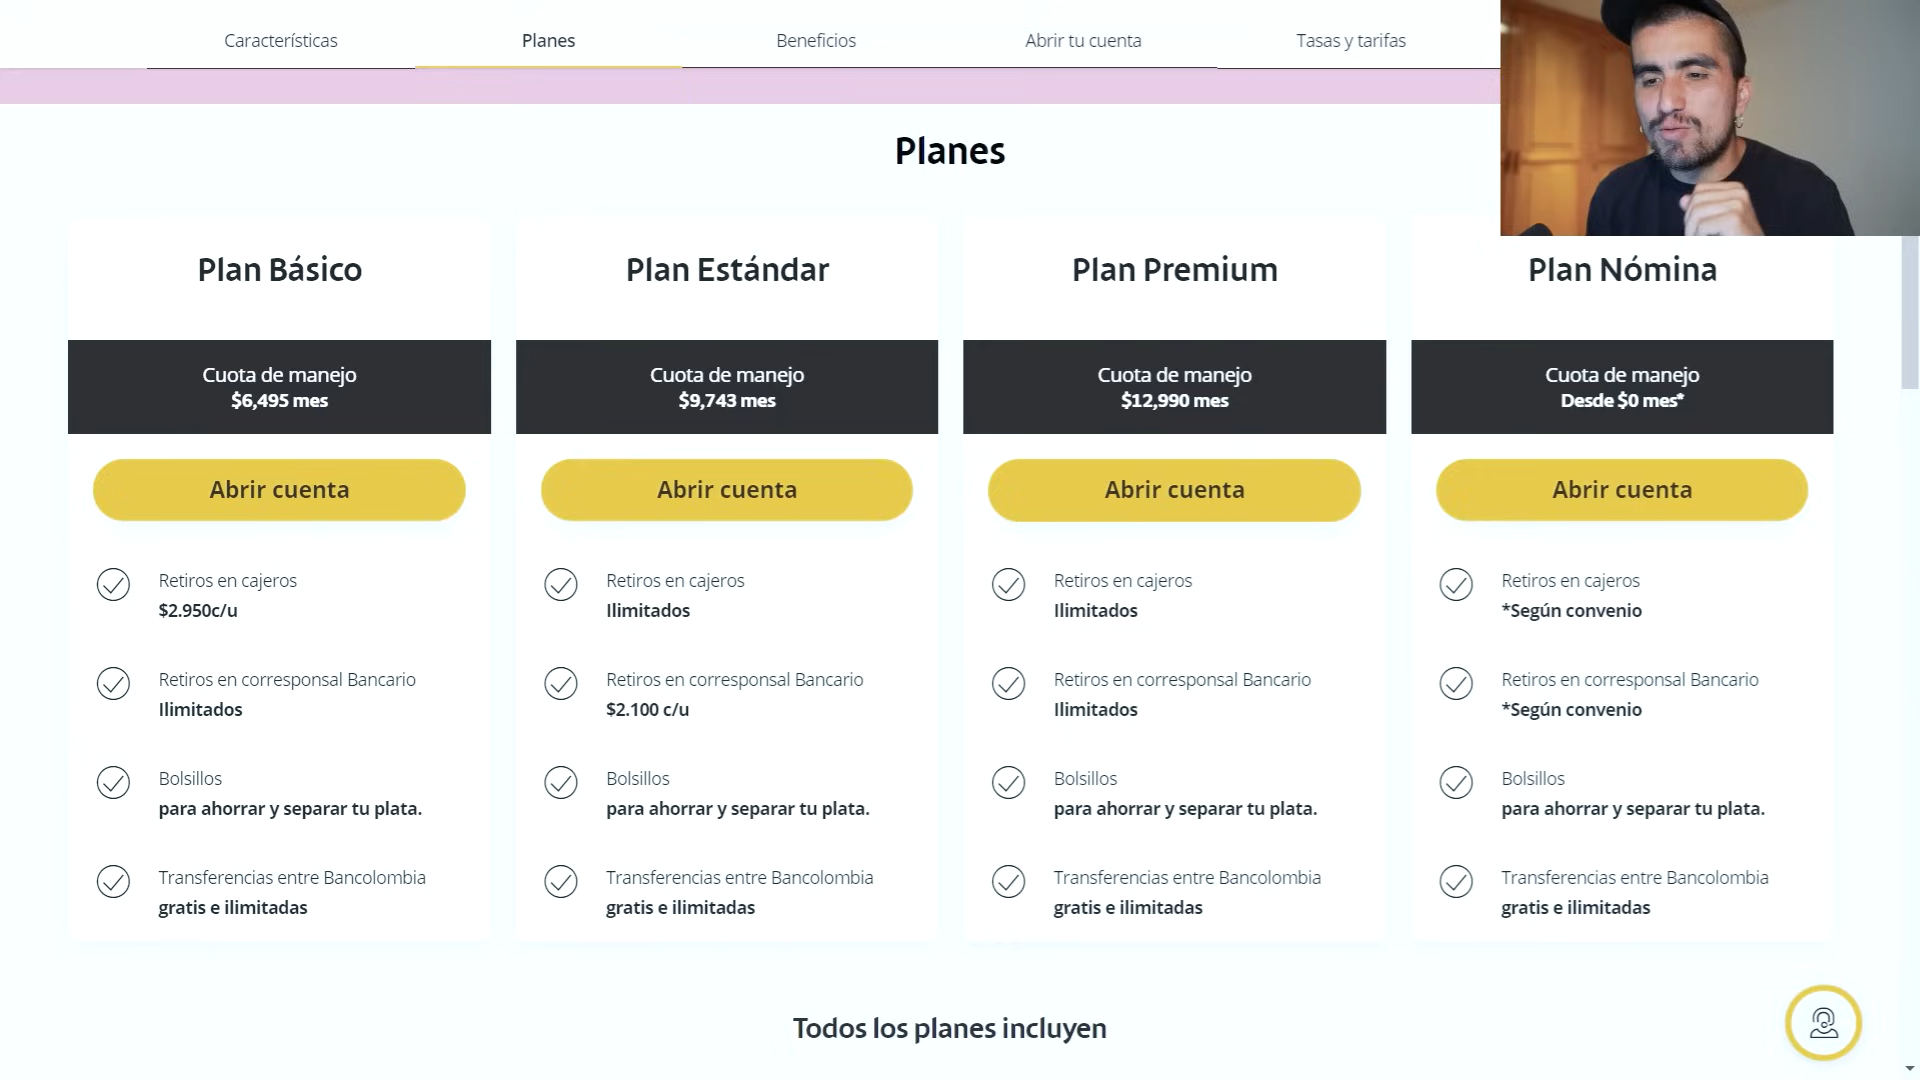 Características
Planes
Beneficios
Abrir tu cuenta
Tasas y tarifas
Planes
Plan Básico
Cuota de manejo
$6,495 mes
Abrir cuenta
Retiros en cajeros
$2.950c/u
Retiros en corresponsal Bancario
Ilimitados
Bolsillos
para ahorrar y separar tu plata.
Transferencias entre Bancolombia
gratis e ilimitadas
Plan Estándar
Cuota de manejo
$9,743 mes
Abrir cuenta
Retiros en cajeros
Ilimitados
Retiros en corresponsal Bancario
$2.100 c/u
Bolsillos
para ahorrar y separar tu plata.
Transferencias entre Bancolombia
gratis e ilimitadas
Plan Premium
Cuota de manejo
$12,990 mes
Abrir cuenta
Retiros en cajeros
Ilimitados
Retiros en corresponsal Bancario
Ilimitados
Bolsillos
para ahorrar y separar tu plata.
Transferencias entre Bancolombia
gratis e ilimitadas
Plan Nómina
Cuota de manejo
Desde $0 mes*
Abrir cuenta
Retiros en cajeros
*Según convenio
Retiros en corresponsal Bancario
*Según convenio
Bolsillos
para ahorrar y separar tu plata.
Transferencias entre Bancolombia
gratis e ilimitadas
Todos los planes incluyen